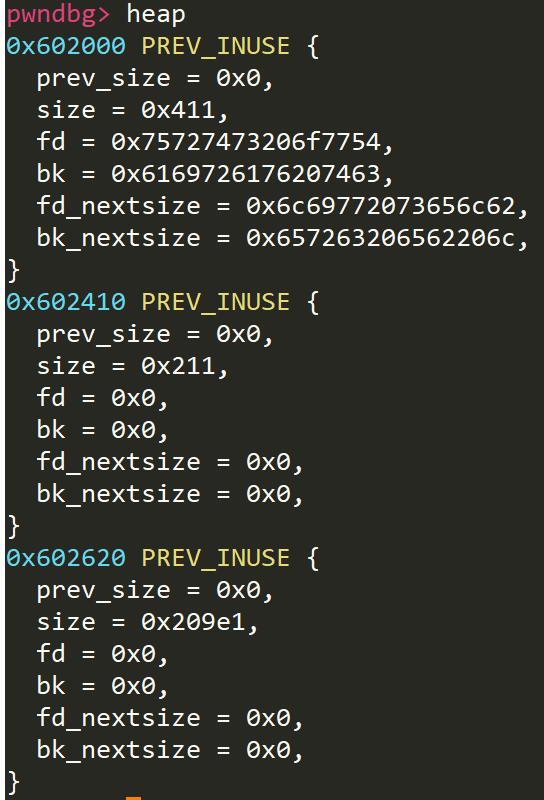 pwndbg> heap
0x602000 PREV_INUSE {
  prev_size = 0x0,
  size = 0x411,
  fd = 0x75727473206f7754,
  bk = 0x6169726176207463,
  fd_nextsize = 0x6c69772073656c62,
  bk_nextsize = 0x657263206562206c,
}
0x602410 PREV_INUSE {
  prev_size = 0x0,
  size = 0x211,
  fd = 0x0,
  bk = 0x0,
  fd_nextsize = 0x0,
  bk_nextsize = 0x0,
}
0x602620 PREV_INUSE {
  prev_size = 0x0,
  size = 0x209e1,
  fd = 0x0,
  bk = 0x0,
  fd_nextsize = 0x0,
  bk_nextsize = 0x0,
}